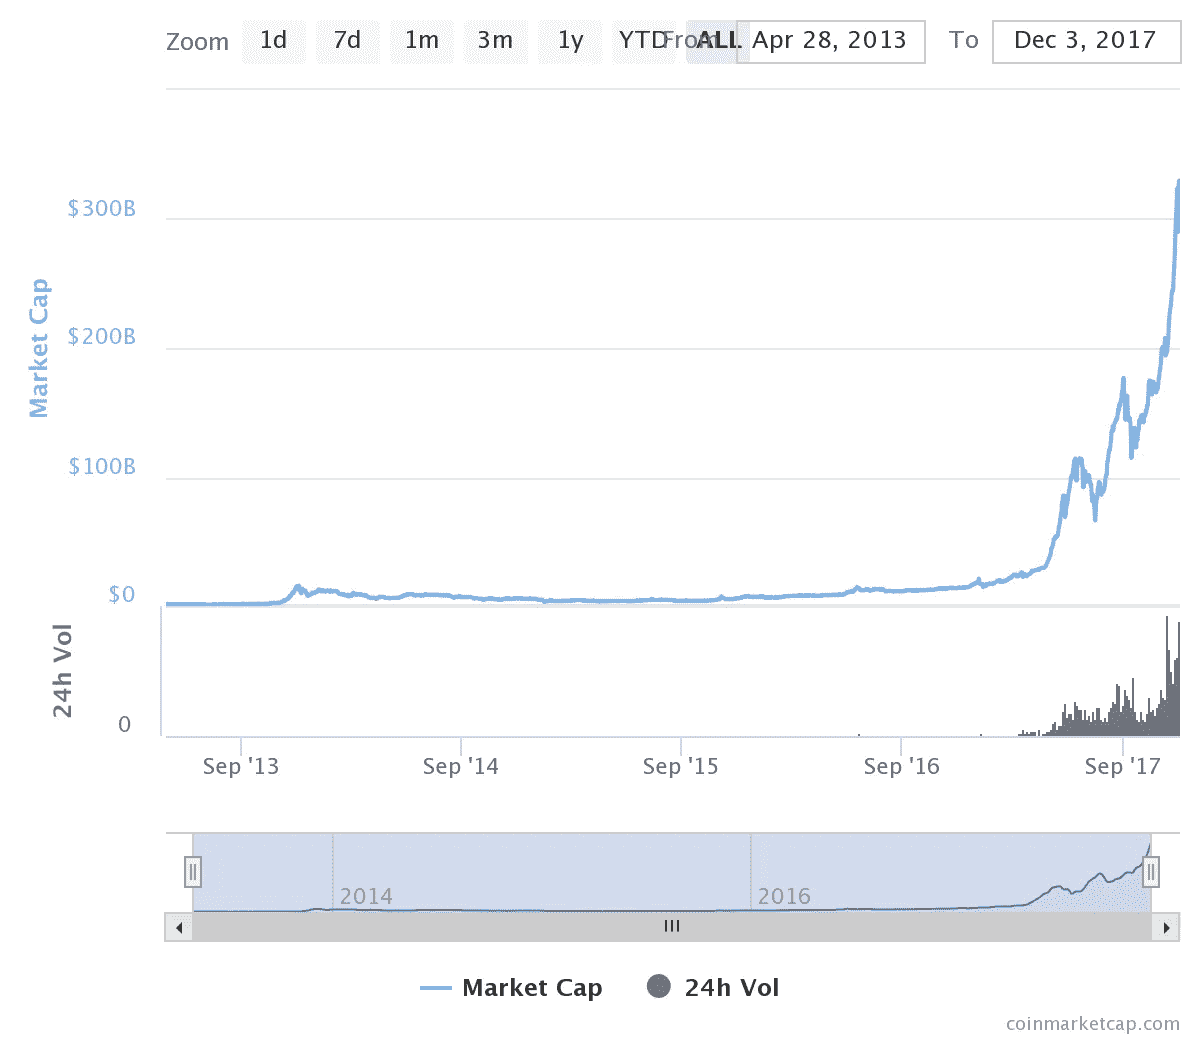 Zoom 1d 7d 1m 3m 1y YTD From ALL Apr 28, 2013 To Dec 3, 2017
$300B
$200B
$100B
$0
Market Cap
24h Vol
0
Sep '13 Sep '14 Sep '15 Sep '16 Sep '17
2014 2016
Market Cap 24h Vol
coinmarketcap.com